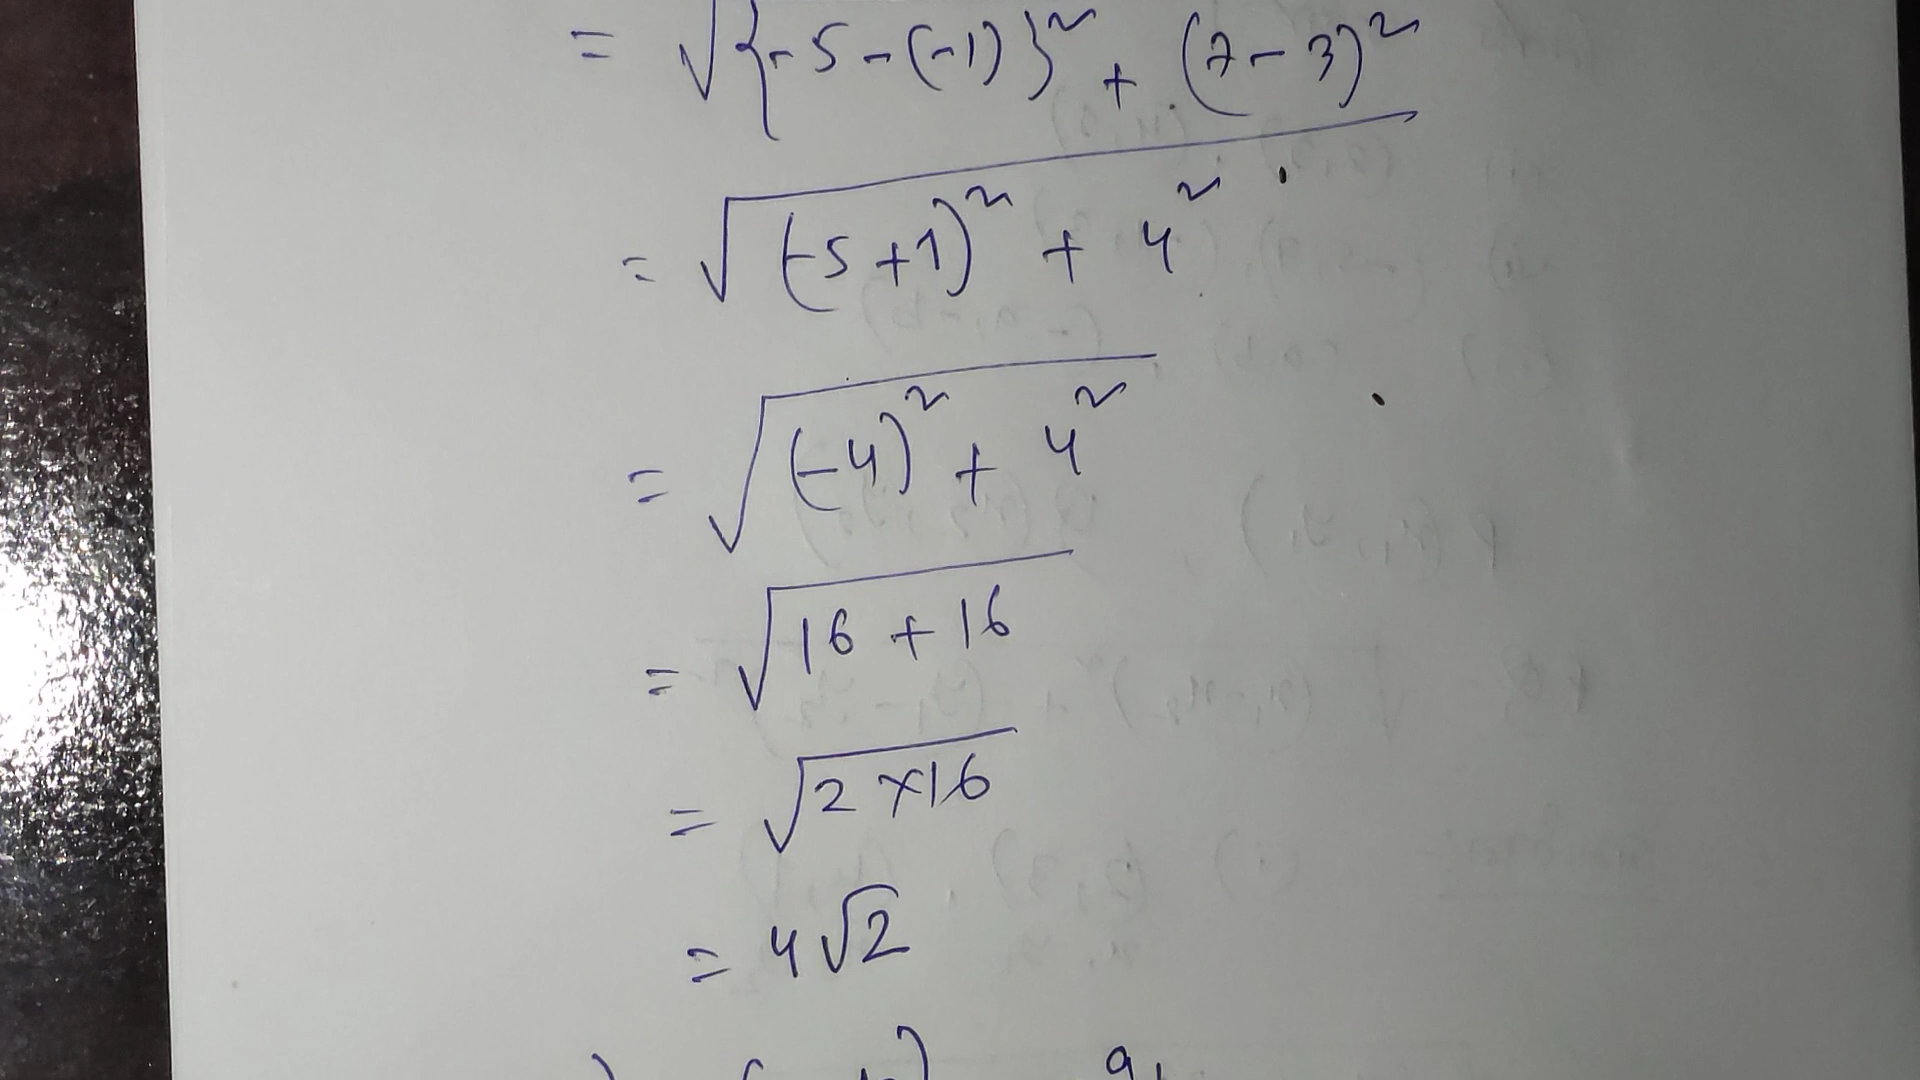 = √{-5-(-1)}² + (7-3)²
= √(-5+1)² + 4²
= √(-4)² + 4²
= √16 + 16
= √2×16
= 4√2